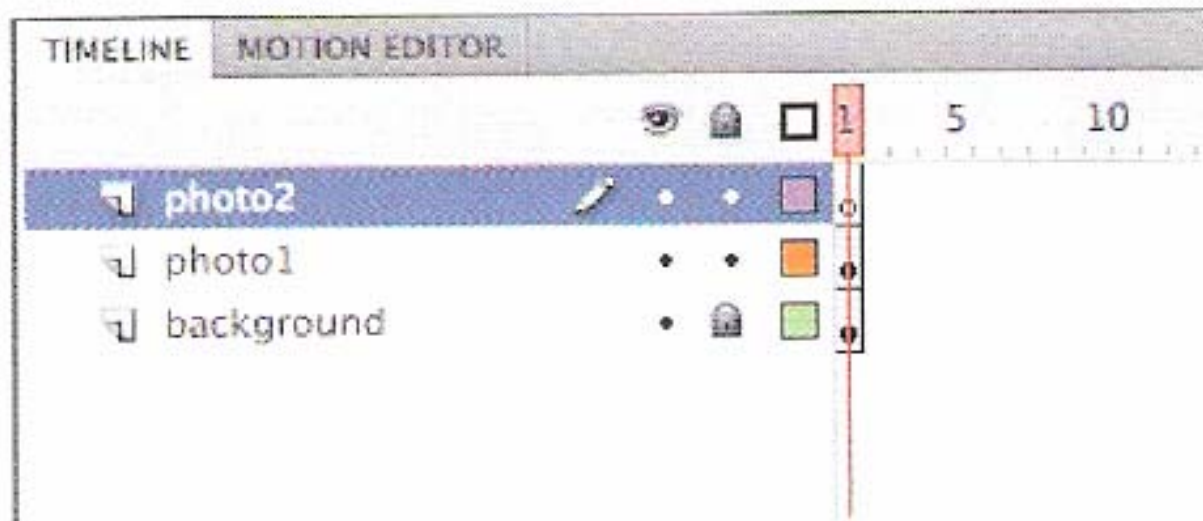 TIMELINE MOTION EDITOR
1 5 10
photo2
photo1
background